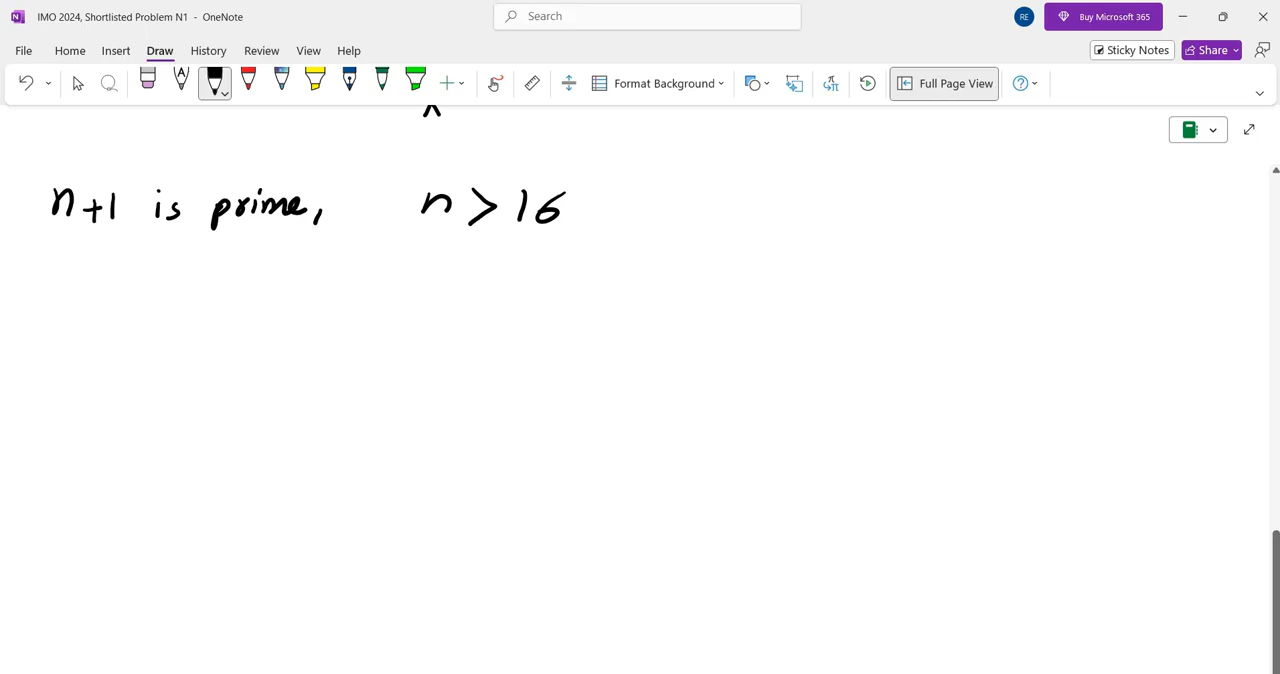 IMO 2024, Shortlisted Problem N1 - OneNote
Search
RE
Buy Microsoft 365
File Home Insert Draw History Review View Help
Sticky Notes
Share
Format Background
Full Page View
n+1 is prime, n > 16